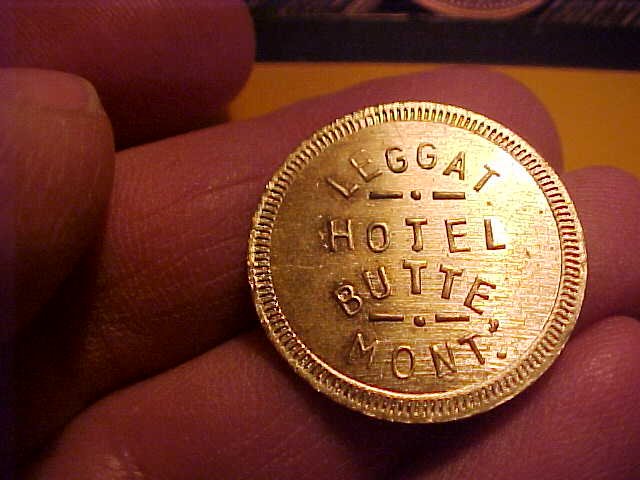 LEGGAT
HOTEL
BUTTE,
MONT.